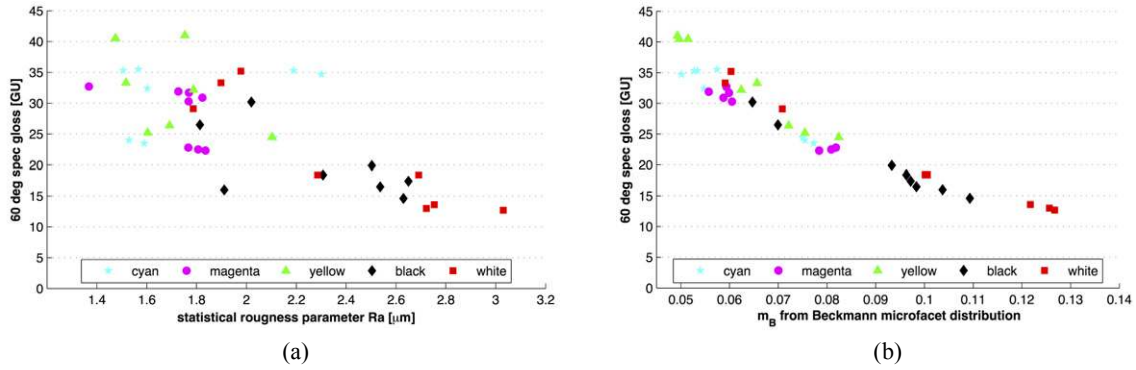 45
40
35
30
25
20
15
10
5
0
60 deg spec gloss [GU]
cyan magenta yellow black white
1.4 1.6 1.8 2 2.2 2.4 2.6 2.8 3 3.2
statistical rougness parameter Ra [µm]
(a)
45
40
35
30
25
20
15
10
5
0
60 deg spec gloss [GU]
cyan magenta yellow black white
0.05 0.06 0.07 0.08 0.09 0.1 0.11 0.12 0.13 0.14
m_B from Beckmann microfacet distribution
(b)